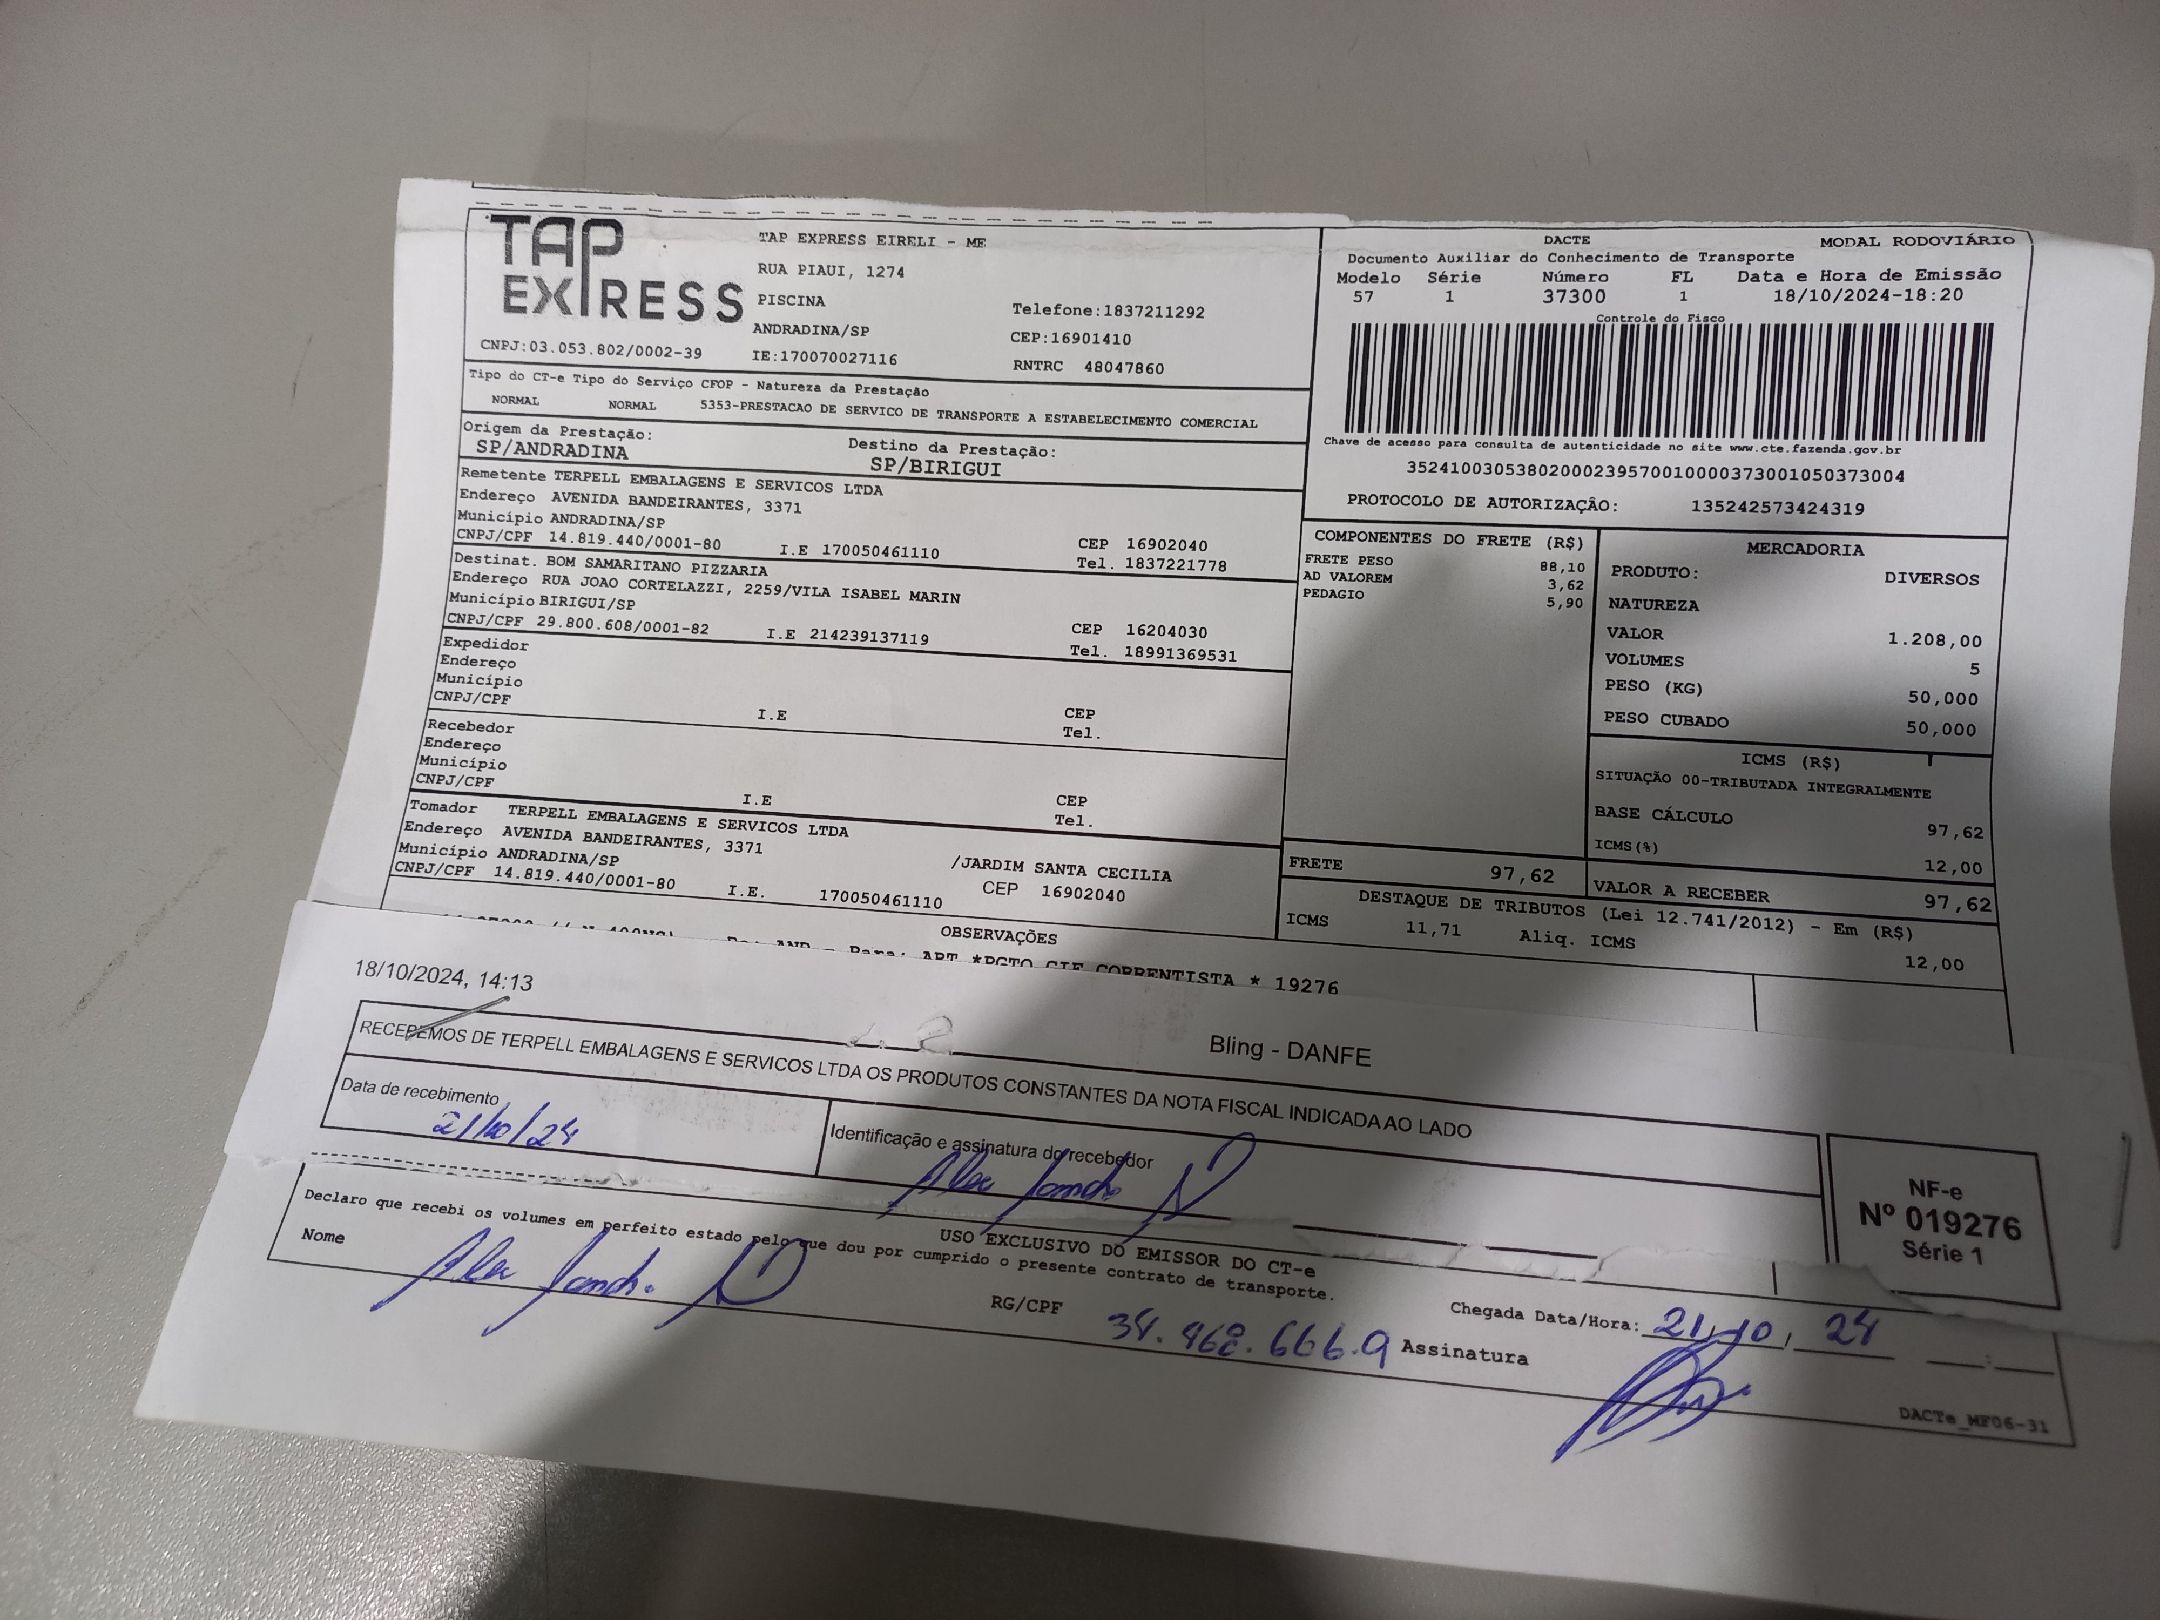 TAP EXPRESS
TAP EXPRESS EIRELI - ME
RUA PIAUI, 1274
PISCINA
Telefone:1837211292
ANDRADINA/SP
CEP:16901410
CNPJ:03.053.802/0002-39
IE:170070027116
RNTRC 48047860
DACTE
MODAL RODOVIÁRIO
Documento Auxiliar do Conhecimento de Transporte
Modelo Série Número FL Data e Hora de Emissão
57 1 37300 1 18/10/2024-18:20
Controle do Fisco
Chave de acesso para consulta de autenticidade no site www.cte.fazenda.gov.br
35241003053802000239570010000373001050373004
PROTOCOLO DE AUTORIZAÇÂO: 135242573424319
Tipo do CT-e Tipo do Serviço CFOP - Natureza da Prestação
NORMAL NORMAL 5353-PRESTACAO DE SERVICO DE TRANSPORTE A ESTABELECIMENTO COMERCIAL
Origem da Prestação: Destino da Prestação:
SP/ANDRADINA SP/BIRIGUI
Remetente TERPELL EMBALAGENS E SERVICOS LTDA
Endereço AVENIDA BANDEIRANTES, 3371
Município ANDRADINA/SP CEP 16902040
CNPJ/CPF 14.819.440/0001-80 I.E 170050461110 Tel. 1837221778
Destinat. BOM SAMARITANO PIZZARIA
Endereço RUA JOAO CORTELAZZI, 2259/VILA ISABEL MARIN
Município BIRIGUI/SP CEP 16204030
CNPJ/CPF 29.800.608/0001-82 I.E 214239137119 Tel. 18991369531
Expedidor
Endereço
Município CEP
CNPJ/CPF I.E Tel.
Recebedor
Endereço
Município CEP
CNPJ/CPF I.E Tel.
Tomador TERPELL EMBALAGENS E SERVICOS LTDA
Endereço AVENIDA BANDEIRANTES, 3371 /JARDIM SANTA CECILIA
Município ANDRADINA/SP CEP 16902040
CNPJ/CPF 14.819.440/0001-80 I.E. 170050461110
COMPONENTES DO FRETE (R$)
FRETE PESO 88,10
AD VALOREM 3,62
PEDAGIO 5,90
MERCADORIA
PRODUTO: DIVERSOS
NATUREZA
VALOR 1.208,00
VOLUMES 5
PESO (KG) 50,000
PESO CUBADO 50,000
ICMS (R$)
SITUAÇÃO 00-TRIBUTADA INTEGRALMENTE
BASE CÁLCULO 97,62
ICMS(%) 12,00
FRETE 97,62
VALOR A RECEBER 97,62
DESTAQUE DE TRIBUTOS (Lei 12.741/2012) - Em (R$)
ICMS 11,71 Aliq. ICMS 12,00
OBSERVAÇÕES
*PGTO CIF CORRENTISTA * 19276
18/10/2024, 14:13
Bling - DANFE
RECEBEMOS DE TERPELL EMBALAGENS E SERVICOS LTDA OS PRODUTOS CONSTANTES DA NOTA FISCAL INDICADA AO LADO
Data de recebimento
21/10/24
Identificação e assinatura do recebedor
Alex
NF-e
Nº 019276
Série 1
USO EXCLUSIVO DO EMISSOR DO CT-e
Declaro que recebi os volumes em perfeito estado pelo que dou por cumprido o presente contrato de transporte.
Nome Alex
RG/CPF
Chegada Data/Hora: 21/10/24
Assinatura
DACTe_MF06-31